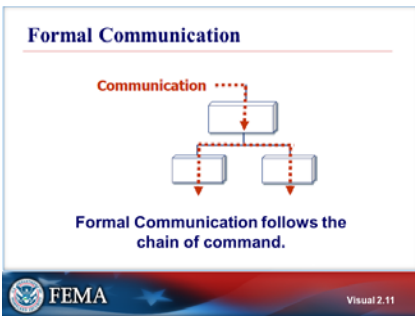 Formal Communication
Communication
Formal Communication follows the
chain of command.
FEMA
Visual 2.11